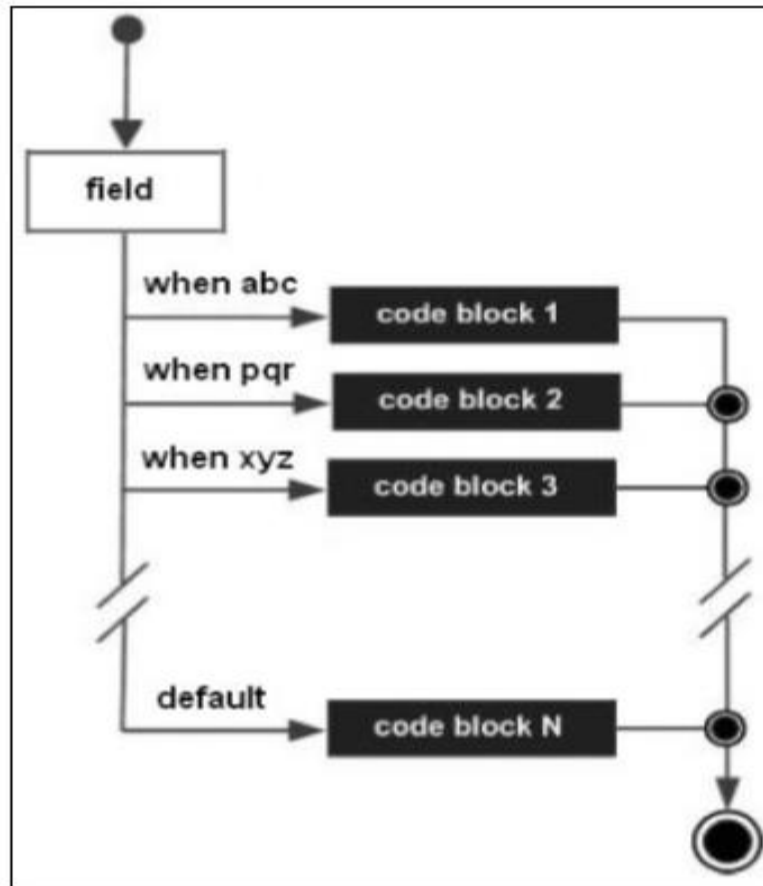 field
when abc
code block 1
when pqr
code block 2
when xyz
code block 3
default
code block N